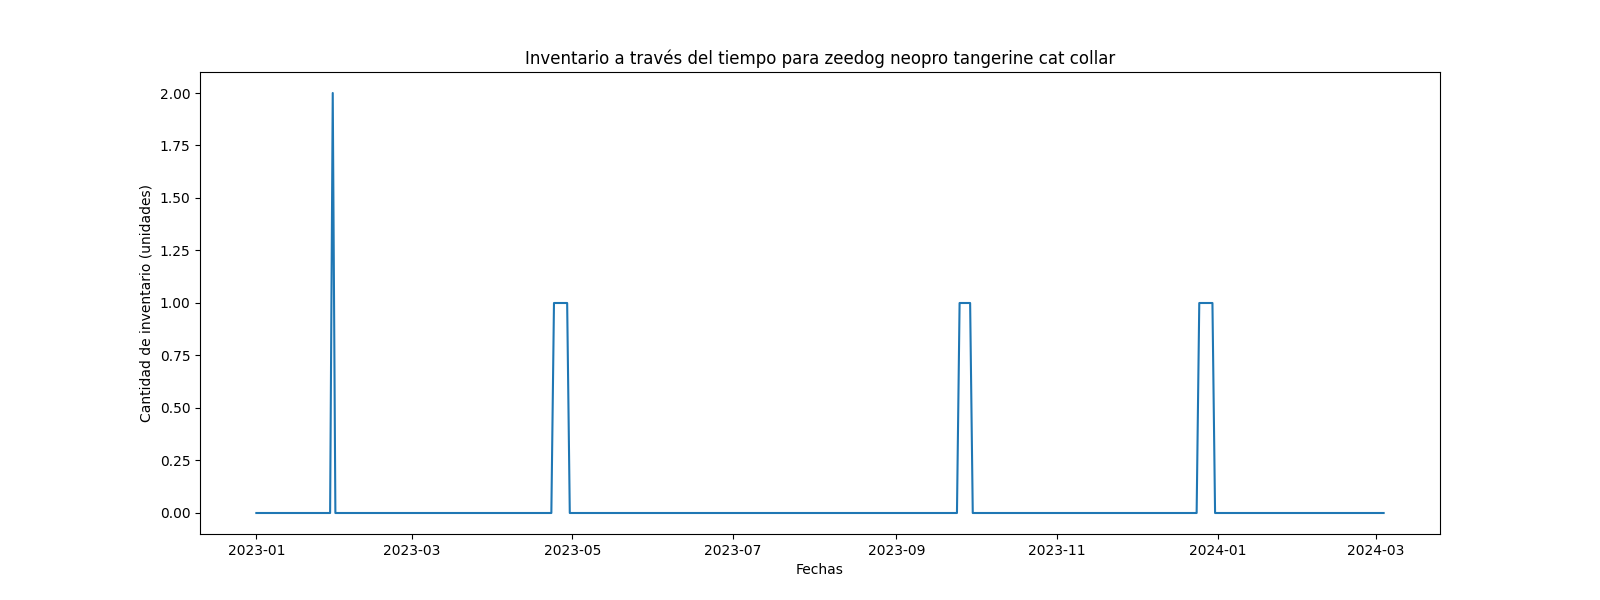 Inventario a través del tiempo para zeedog neopro tangerine cat collar
Cantidad de inventario (unidades)
2.00
1.75
1.50
1.25
1.00
0.75
0.50
0.25
0.00
2023-01 2023-03 2023-05 2023-07 2023-09 2023-11 2024-01 2024-03
Fechas